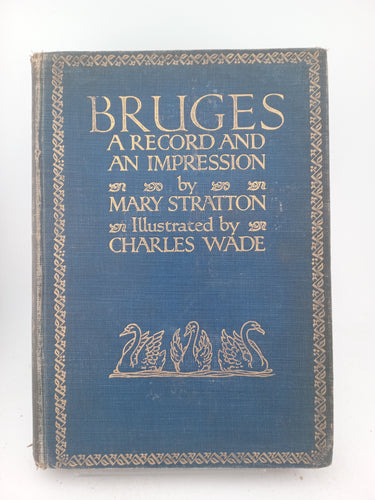 BRUGES
A RECORD AND
AN IMPRESSION
by
MARY STRATTON
Illustrated by
CHARLES WADE